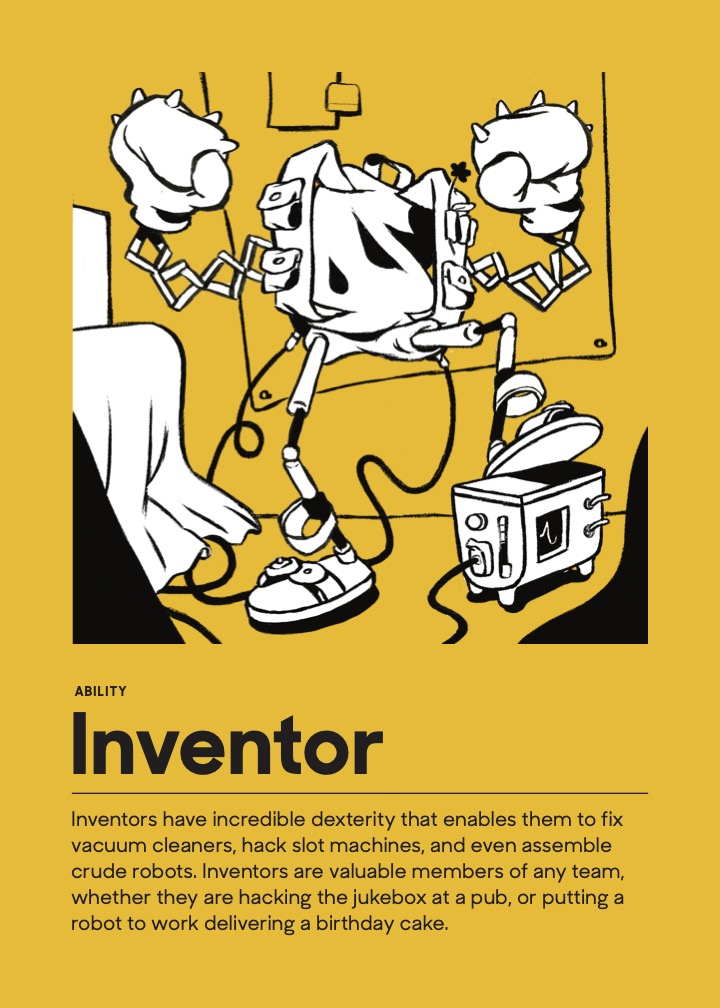 ABILITY
Inventor
Inventors have incredible dexterity that enables them to fix
vacuum cleaners, hack slot machines, and even assemble
crude robots. Inventors are valuable members of any team,
whether they are hacking the jukebox at a pub, or putting a
robot to work delivering a birthday cake.